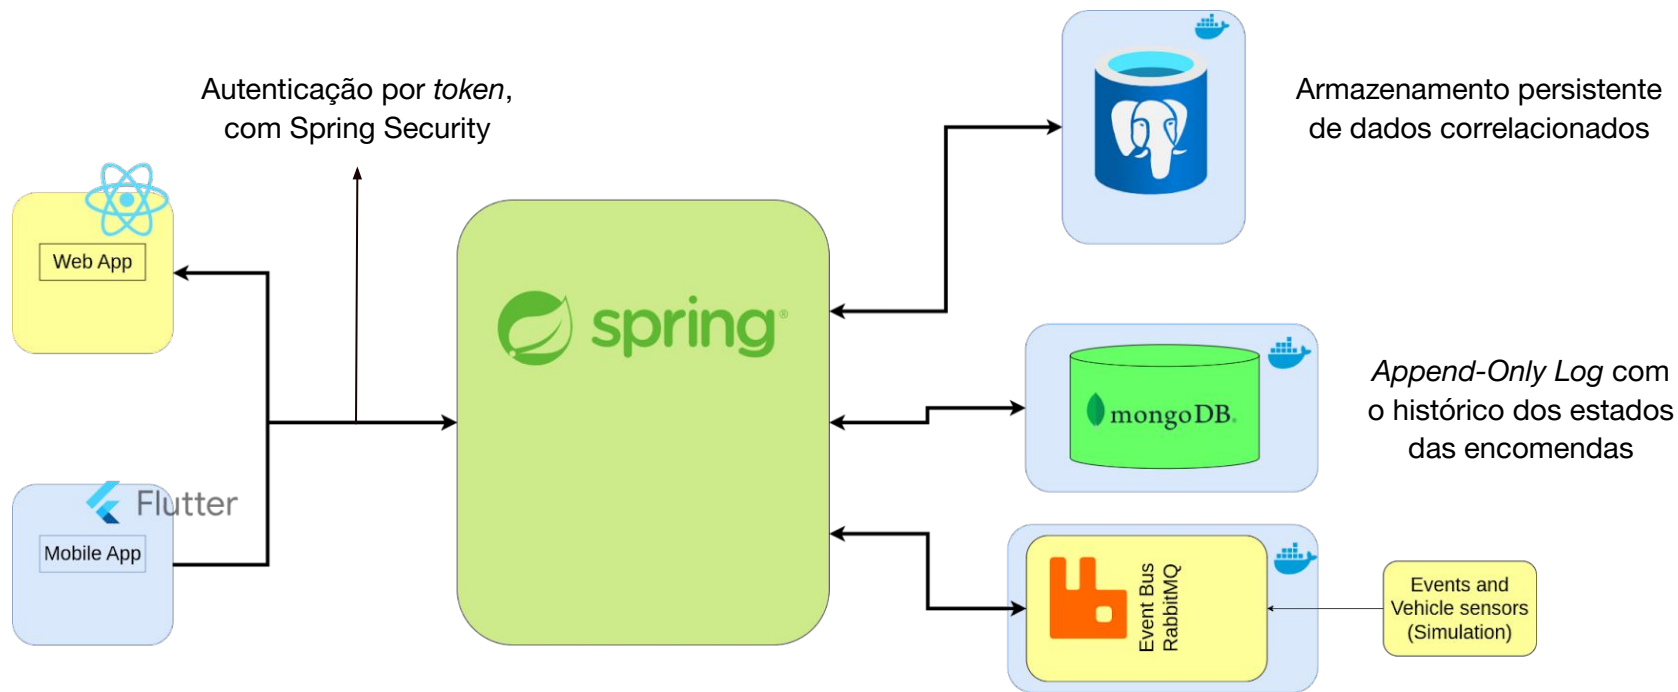 Autenticação por token,
com Spring Security
Web App
Flutter
Mobile App
spring®
Armazenamento persistente
de dados correlacionados
mongoDB.
Append-Only Log com
o histórico dos estados
das encomendas
Event Bus
RabbitMQ
Events and
Vehicle sensors
(Simulation)